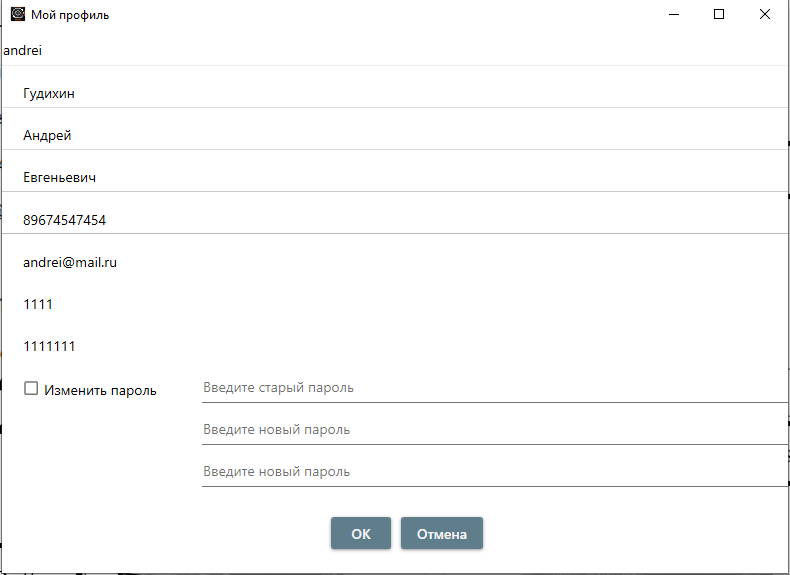 Мой профиль
andrei
Гудихин
Андрей
Евгеньевич
89674547454
andrei@mail.ru
1111
1111111
Изменить пароль Введите старый пароль
Введите новый пароль
Введите новый пароль
ОК Отмена